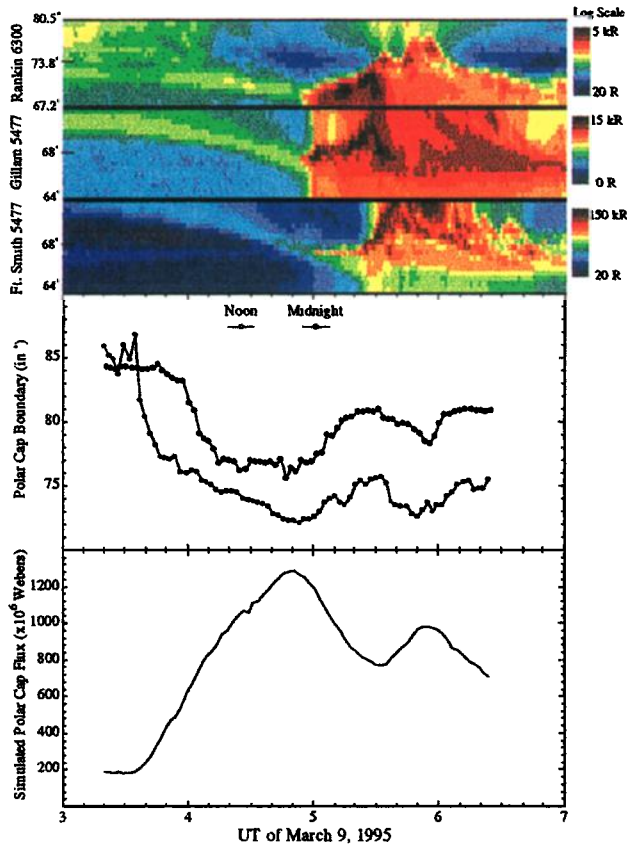 Log Scale
80.5°
Rankin 6300
73.8°
67.2°
5 kR
20 R
Gillam 5477
68°
64°
15 kR
0 R
Ft. Smith 5477
68°
64°
150 kR
20 R
Noon
Midnight
Polar Cap Boundary (in °)
85
80
75
Simulated Polar Cap Flux (x10⁶ Webers)
1200
1000
800
600
400
200
3
4
5
6
7
UT of March 9, 1995